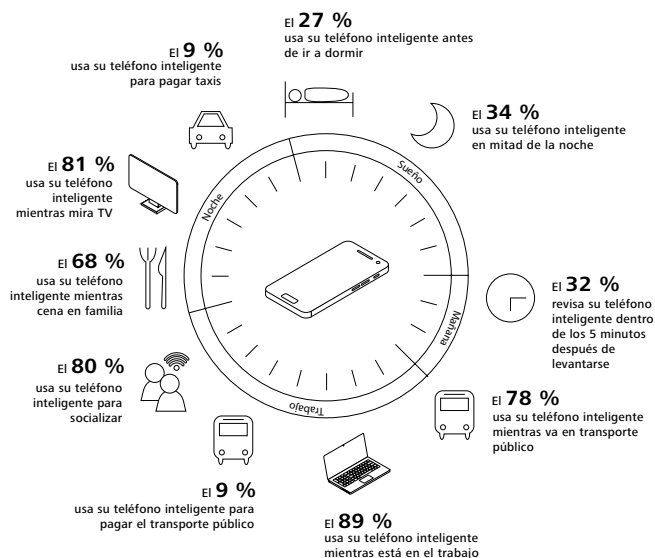 El 27 %
usa su teléfono inteligente antes
de ir a dormir
El 34 %
usa su teléfono inteligente
en mitad de la noche
El 32 %
revisa su teléfono
inteligente dentro
de los 5 minutos
después de
levantarse
El 78 %
usa su teléfono inteligente
mientras va en transporte
público
El 89 %
usa su teléfono inteligente
mientras está en el trabajo
El 9 %
usa su teléfono inteligente para
pagar el transporte público
El 80 %
usa su teléfono
inteligente para
socializar
El 68 %
usa su teléfono
inteligente mientras
cena en familia
El 81 %
usa su teléfono
inteligente
mientras mira TV
El 9 %
usa su teléfono inteligente
para pagar taxis
Sueño
Mañana
Trabajo
Noche